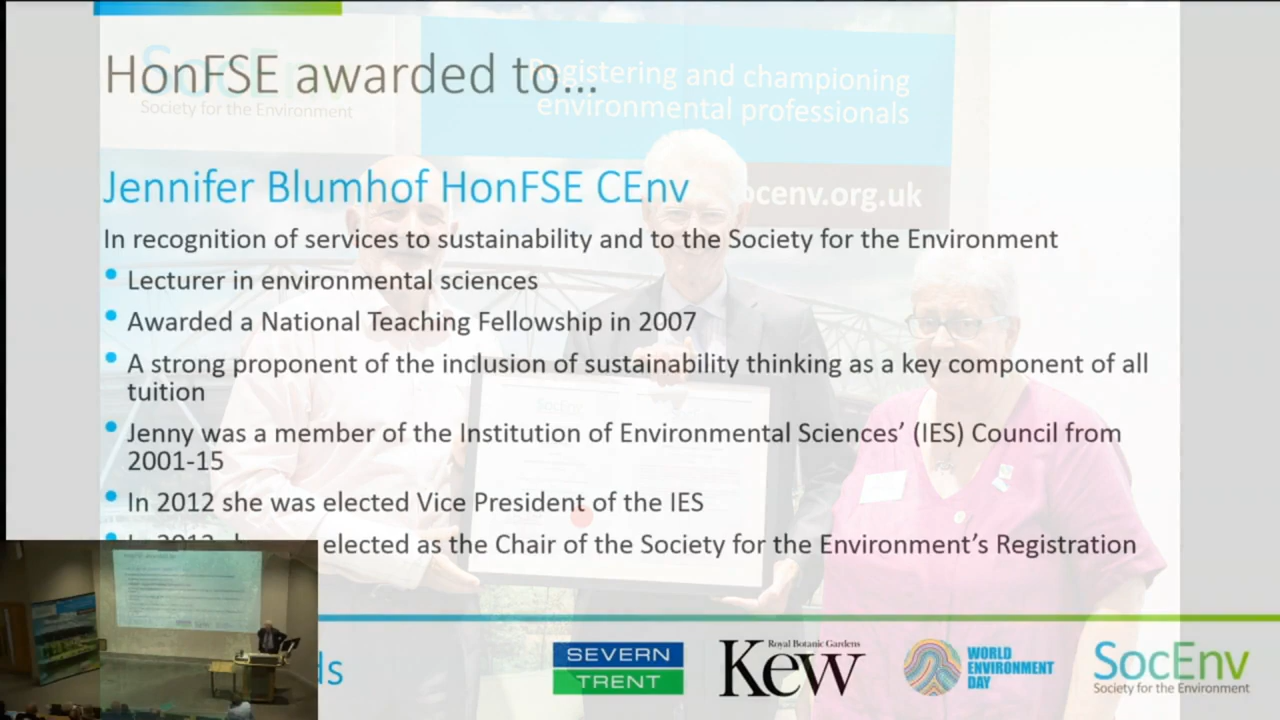 HonFSE awarded to...
SocEnv
Society for the Environment
Registering and championing
environmental professionals
Jennifer Blumhof HonFSE CEnv
ocenv.org.uk
In recognition of services to sustainability and to the Society for the Environment
• Lecturer in environmental sciences
• Awarded a National Teaching Fellowship in 2007
• A strong proponent of the inclusion of sustainability thinking as a key component of all
tuition
• Jenny was a member of the Institution of Environmental Sciences’ (IES) Council from
2001-15
• In 2012 she was elected Vice President of the IES
elected as the Chair of the Society for the Environment’s Registration
ds
SEVERN
TRENT
Royal Botanic Gardens
Kew
WORLD
ENVIRONMENT
DAY
SocEnv
Society for the Environment